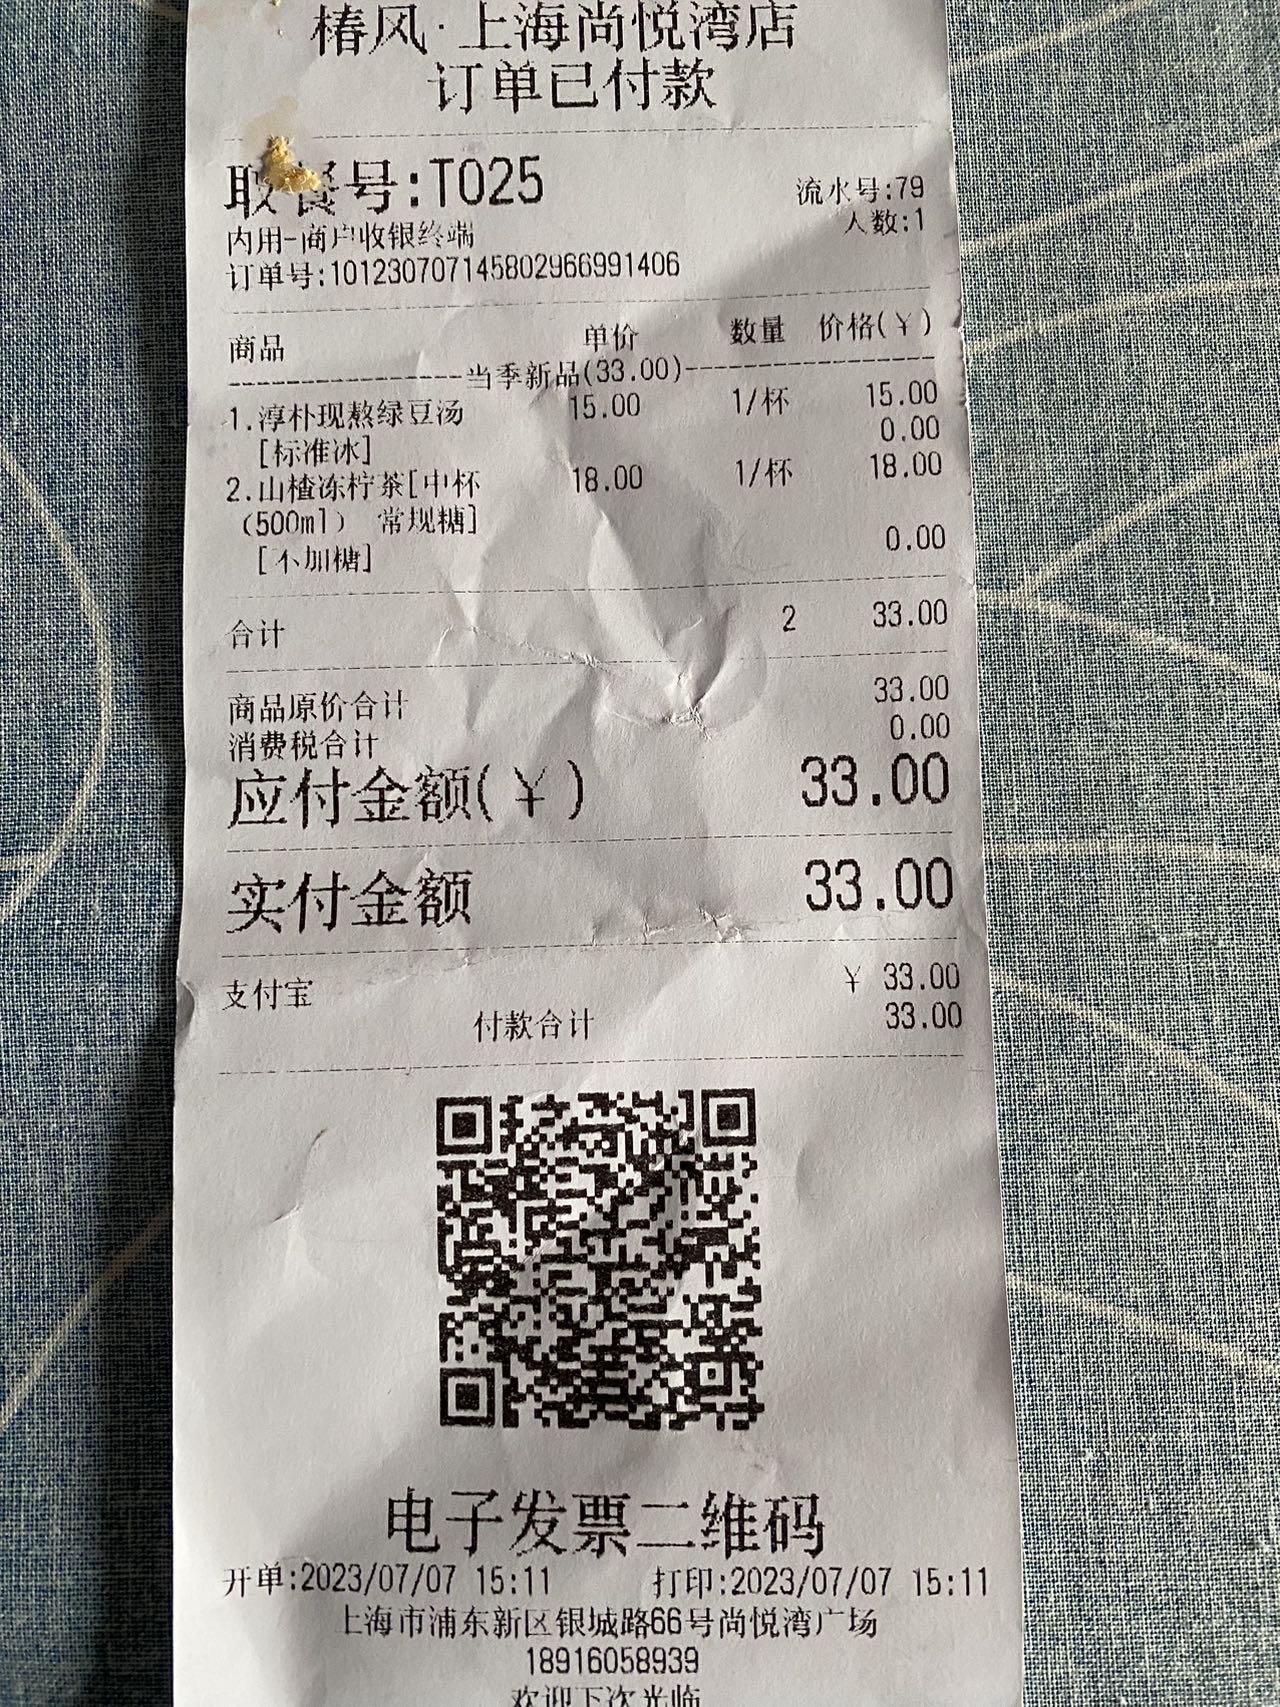 椿风·上海尚悦湾店
订单已付款
取餐号:T025
流水号:79
内用-商户收银终端
人数:1
订单号:101230707145802966991406
商品 单价 数量 价格(¥)
----------------当季新品(33.00)----------------
1.淳朴现熬绿豆汤 15.00 1/杯 15.00
[标准冰] 0.00
2.山楂冻柠茶[中杯 18.00 1/杯 18.00
(500ml) 常规糖]
[不加糖] 0.00
合计 2 33.00
商品原价合计 33.00
消费税合计 0.00
应付金额(¥) 33.00
实付金额 33.00
支付宝 ¥ 33.00
付款合计 33.00
电子发票二维码
开单:2023/07/07 15:11 打印:2023/07/07 15:11
上海市浦东新区银城路66号尚悦湾广场
18916058939
欢迎下次光临